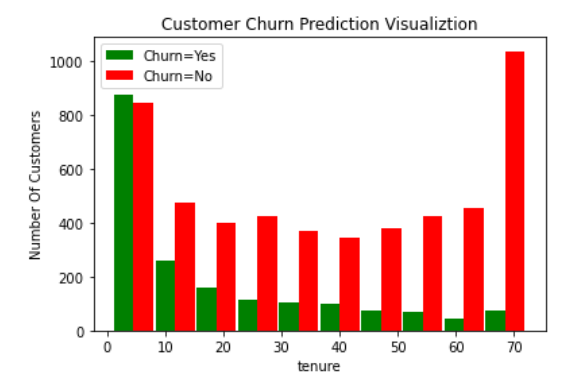 Customer Churn Prediction Visualiztion
Churn=Yes
Churn=No
Number Of Customers
1000
800
600
400
200
0
0 10 20 30 40 50 60 70
tenure